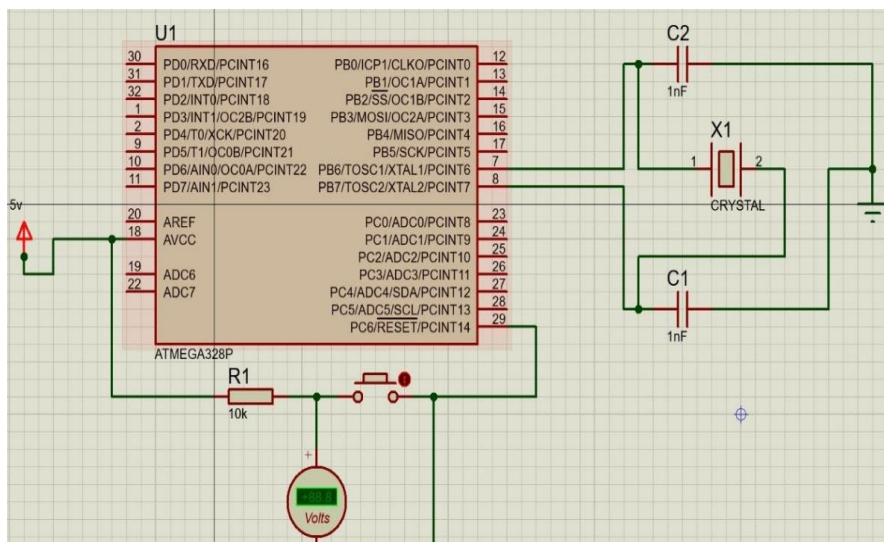 U1
30 PD0/RXD/PCINT16 PB0/ICP1/CLKO/PCINT0 12
31 PD1/TXD/PCINT17 PB1/OC1A/PCINT1 13
32 PD2/INT0/PCINT18 PB2/SS/OC1B/PCINT2 14
1 PD3/INT1/OC2B/PCINT19 PB3/MOSI/OC2A/PCINT3 15
2 PD4/T0/XCK/PCINT20 PB4/MISO/PCINT4 16
9 PD5/T1/OC0B/PCINT21 PB5/SCK/PCINT5 17
10 PD6/AIN0/OC0A/PCINT22 PB6/TOSC1/XTAL1/PCINT6 7
11 PD7/AIN1/PCINT23 PB7/TOSC2/XTAL2/PCINT7 8
20 AREF PC0/ADC0/PCINT8 23
18 AVCC PC1/ADC1/PCINT9 24
PC2/ADC2/PCINT10 25
19 ADC6 PC3/ADC3/PCINT11 26
22 ADC7 PC4/ADC4/SDA/PCINT12 27
PC5/ADC5/SCL/PCINT13 28
PC6/RESET/PCINT14 29
ATMEGA328P
5v
C2
1nF
X1
1 2
CRYSTAL
C1
1nF
R1
10k
+
+88.8
Volts